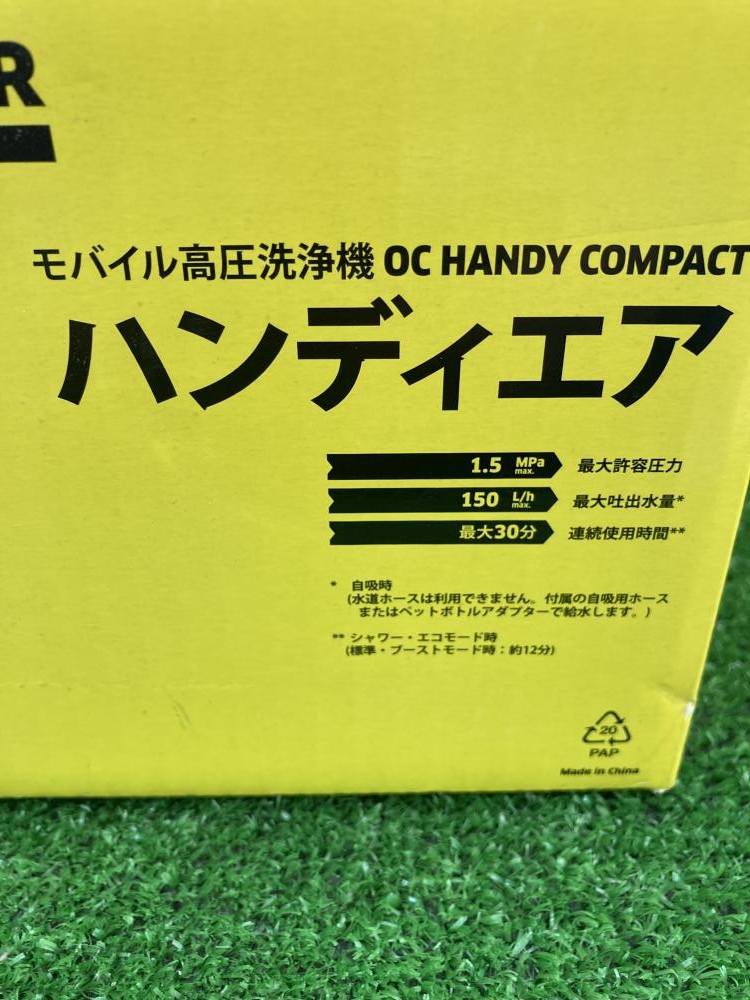 R
モバイル高圧洗浄機 OC HANDY COMPACT
ハンディエア
1.5 MPa max. 最大許容圧力
150 L/h max. 最大吐出水量*
最大30分 連続使用時間**
* 自吸時
(水道ホースは利用できません。付属の自吸用ホース
またはペットボトルアダプターで給水します。)
** シャワー・エコモード時
(標準・ブーストモード時：約12分)
20
PAP
Made in China